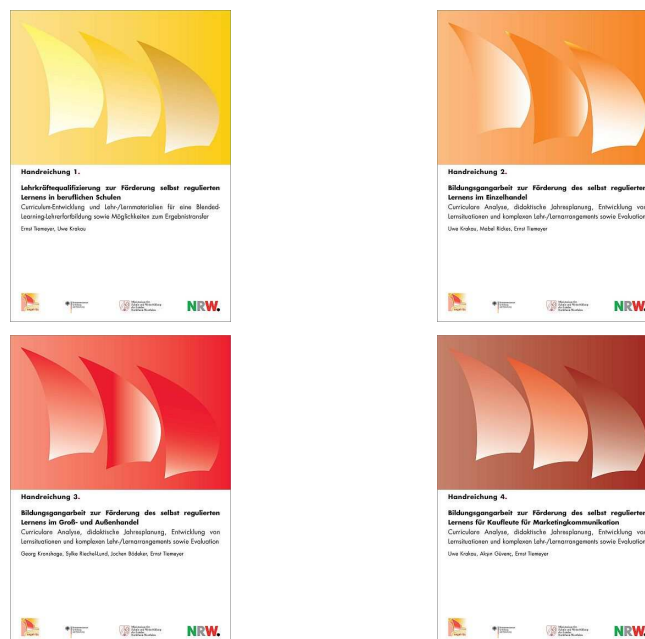 Handreichung 1.
Lehrkräftequalifizierung zur Förderung selbst regulierten
Lernens in beruflichen Schulen
Curriculum-Entwicklung und Lehr-/Lernmaterialien für eine Blended-
Learning-Lehrerfortbildung sowie Möglichkeiten zum Ergebnistransfer
Ernst Tiemeyer, Uwe Krakau
NRW.
Handreichung 2.
Bildungsgangarbeit zur Förderung des selbst regulierten
Lernens im Einzelhandel
Curriculare Analyse, didaktische Jahresplanung, Entwicklung von
Lernsituationen und komplexen Lehr-/Lernarrangements sowie Evaluation
Uwe Krakau, Mabel Rickes, Ernst Tiemeyer
NRW.
Handreichung 3.
Bildungsgangarbeit zur Förderung des selbst regulierten
Lernens im Groß- und Außenhandel
Curriculare Analyse, didaktische Jahresplanung, Entwicklung von
Lernsituationen und komplexen Lehr-/Lernarrangements sowie Evaluation
Georg Kronshage, Sylke Riechel-Lund, Jochen Bödeker, Ernst Tiemeyer
NRW.
Handreichung 4.
Bildungsgangarbeit zur Förderung des selbst regulierten
Lernens für Kaufleute für Marketingkommunikation
Curriculare Analyse, didaktische Jahresplanung, Entwicklung von
Lernsituationen und komplexen Lehr-/Lernarrangements sowie Evaluation
Uwe Krakau, Akgün Güvenç, Ernst Tiemeyer
NRW.